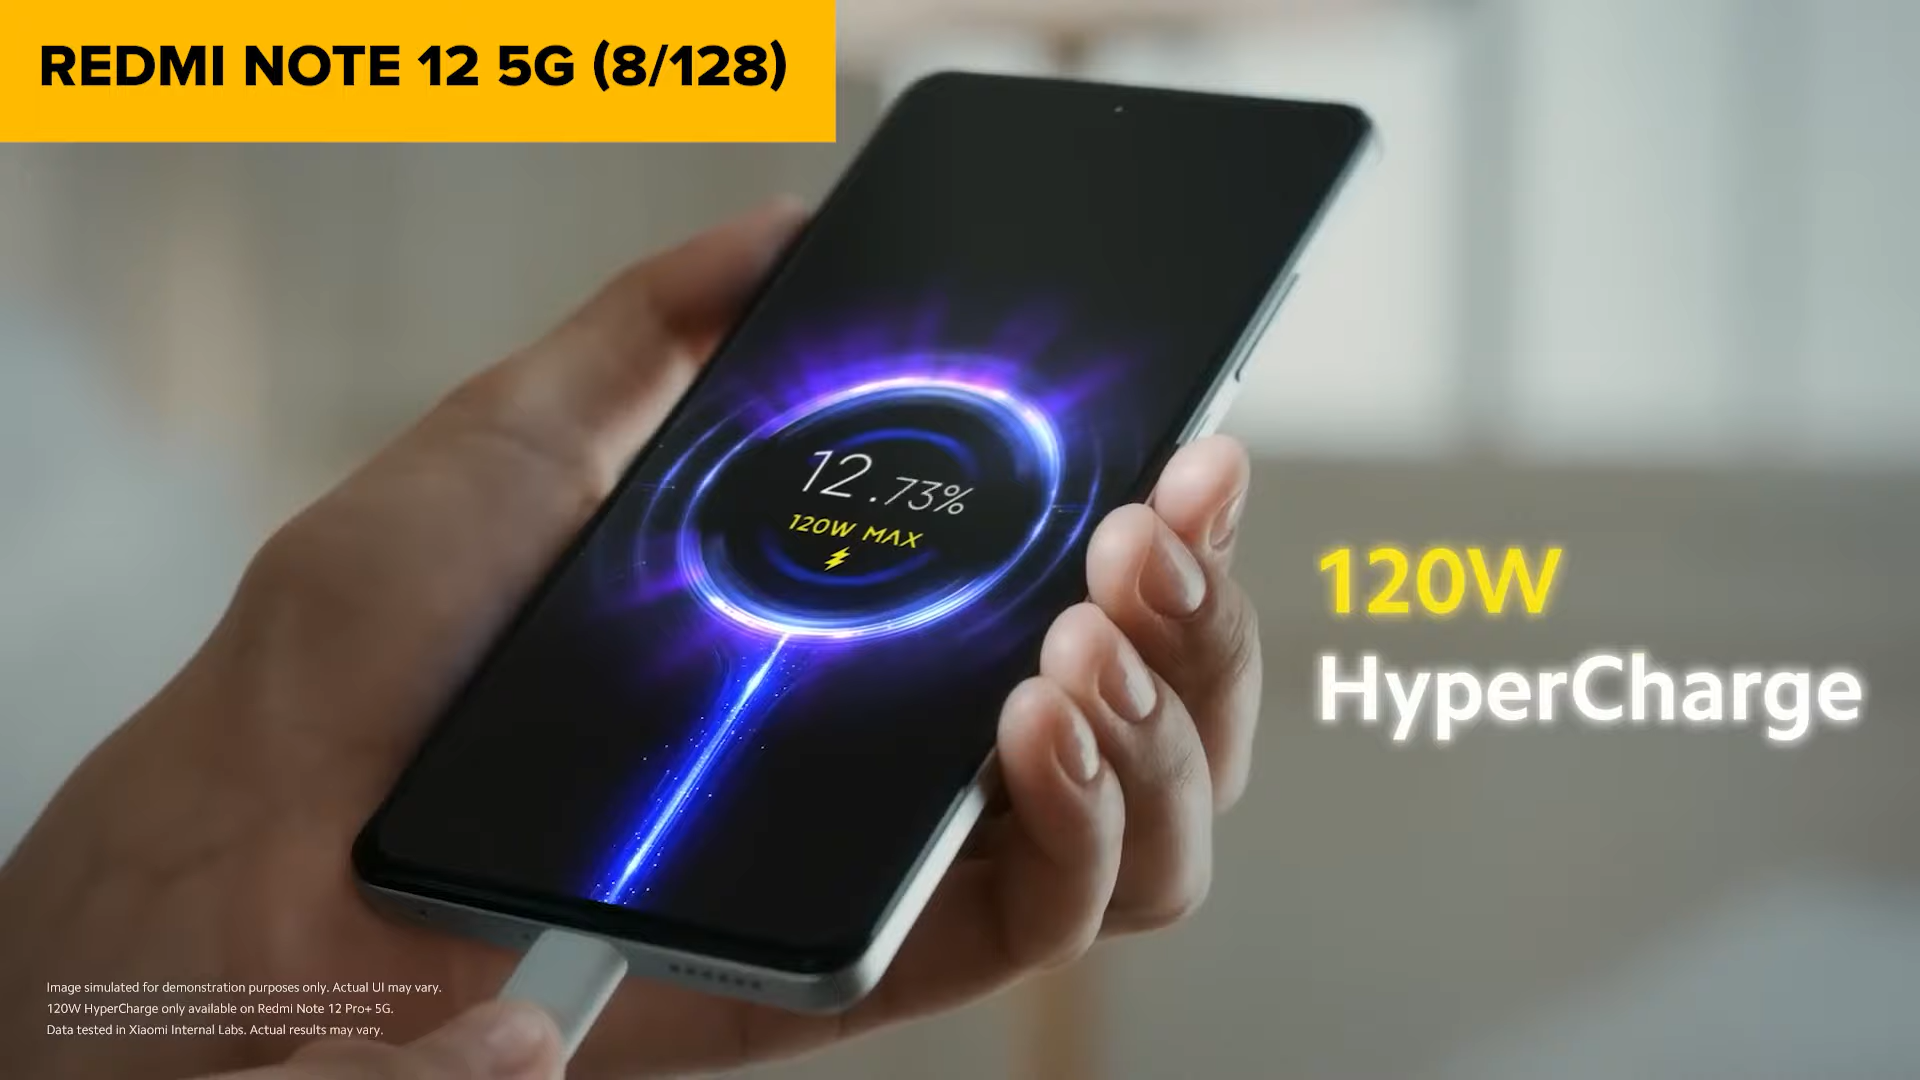 REDMI NOTE 12 5G (8/128)
12.73%
120W MAX
120W
HyperCharge
Image simulated for demonstration purposes only. Actual UI may vary.
120W HyperCharge only available on Redmi Note 12 Pro+ 5G.
Data tested in Xiaomi Internal Labs. Actual results may vary.